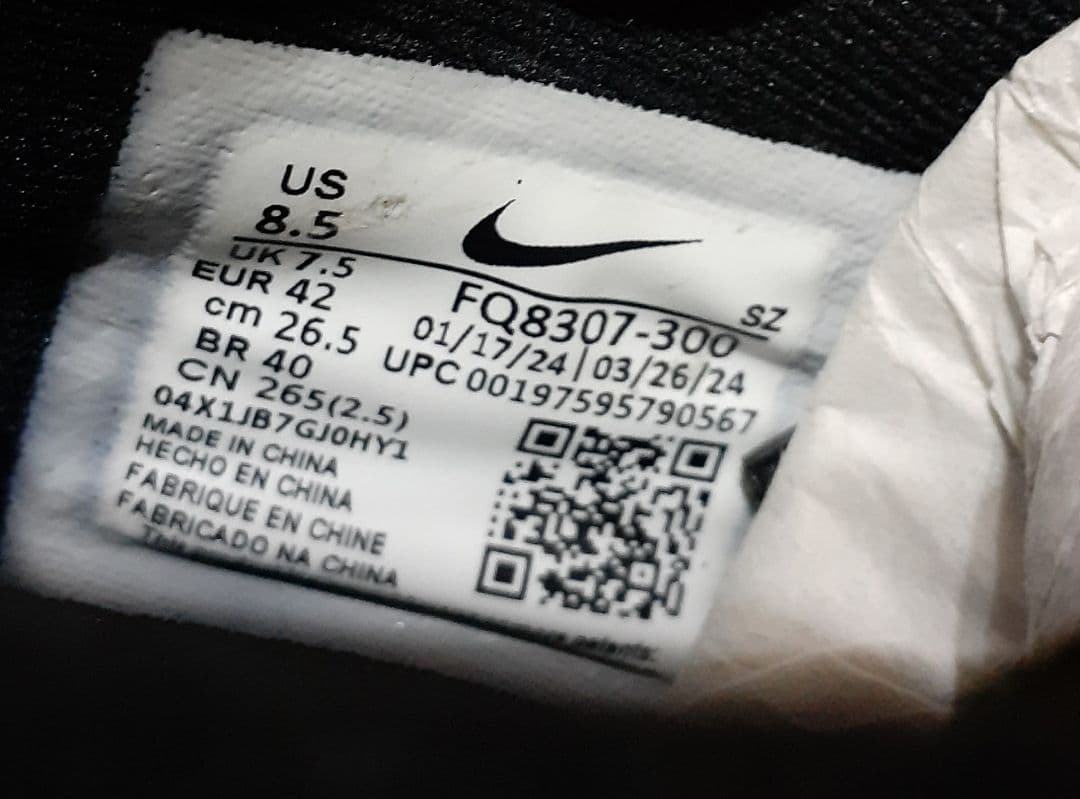 US
8.5
UK 7.5
EUR 42
cm 26.5
BR 40
CN 265(2.5)
04X1JB7GJ0HY1
MADE IN CHINA
HECHO EN CHINA
FABRIQUE EN CHINE
FABRICADO NA CHINA
This
SZ
FQ8307-300
01/17/24|03/26/24
UPC 00197595790567
patents: